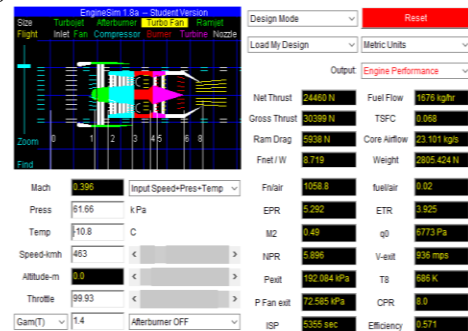 EngineSim 1.8a -- Student Version
Size Turbojet Afterburner Turbo Fan Ramjet
Flight Inlet Fan Compressor Burner Turbine Nozzle
Zoom 0 1 2 3 4 5 6 8
Find
Design Mode Reset
Load My Design Metric Units
Output Engine Performance
Net Thrust 24460 N Fuel Flow 1676 kg/hr
Gross Thrust 30399 N TSFC 0.068
Ram Drag 5938 N Core Airflow 23.101 kg/s
Fnet / W 8.719 Weight 2805.424 N
Mach 0.396 Input Speed+Pres+Temp Fn/air 1058.8 fuel/air 0.02
Press 61.66 k Pa EPR 5.292 ETR 3.925
Temp -10.8 C M2 0.49 q0 6773 Pa
Speed-kmh 463 < > NPR 5.896 V-exit 936 mps
Altitude-m 0.0 < > Pexit 192.084 kPa T8 686 K
Throttle 99.93 < > P Fan exit 72.585 kPa CPR 8.0
Gam(T) 1.4 Afterburner OFF ISP 5355 sec Efficiency 0.571